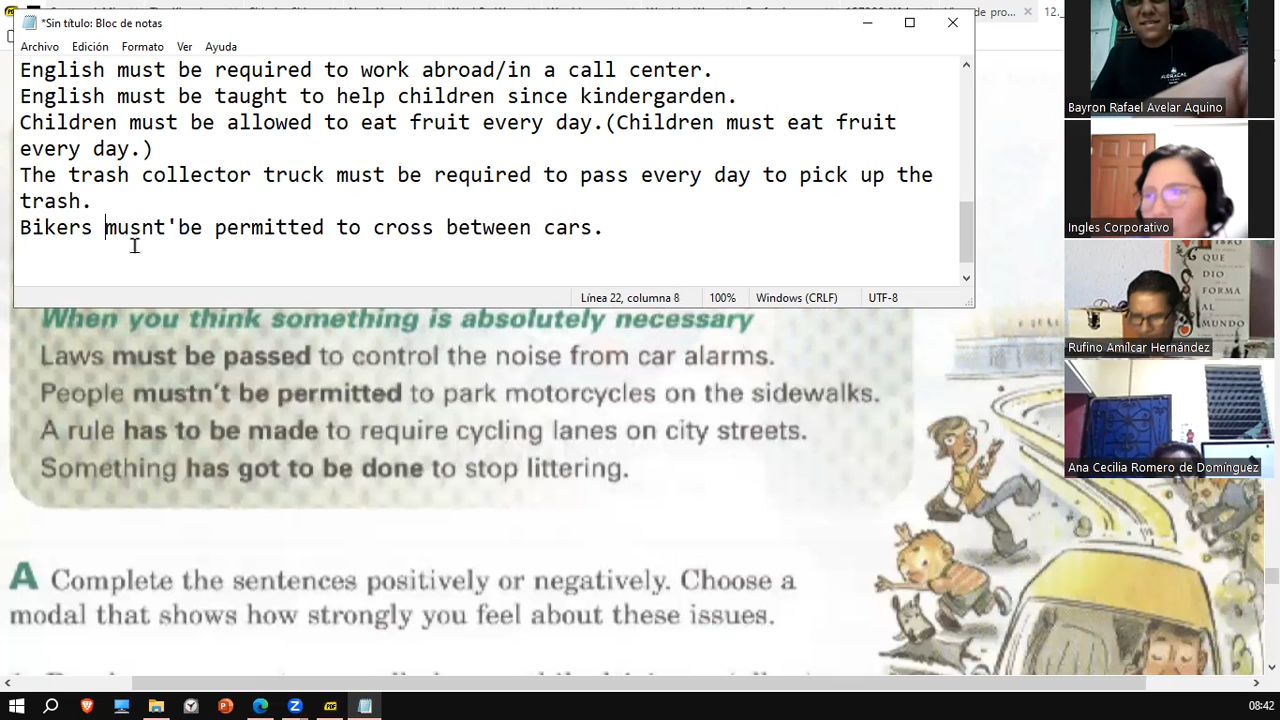 *Sin título: Bloc de notas
Archivo Edición Formato Ver Ayuda
English must be required to work abroad/in a call center.
English must be taught to help children since kindergarden.
Children must be allowed to eat fruit every day.(Children must eat fruit
every day.)
The trash collector truck must be required to pass every day to pick up the
trash.
Bikers musnt'be permitted to cross between cars.
Línea 22, columna 8 100% Windows (CRLF) UTF-8
When you think something is absolutely necessary
Laws must be passed to control the noise from car alarms.
People mustn't be permitted to park motorcycles on the sidewalks.
A rule has to be made to require cycling lanes on city streets.
Something has got to be done to stop littering.
A Complete the sentences positively or negatively. Choose a
modal that shows how strongly you feel about these issues.
Bayron Rafael Avelar Aquino
Ingles Corporativo
QUE
DIO
FORMA
AL
MUNDO
Rufino Amílcar Hernández
Ana Cecilia Romero de Domínguez
08:42